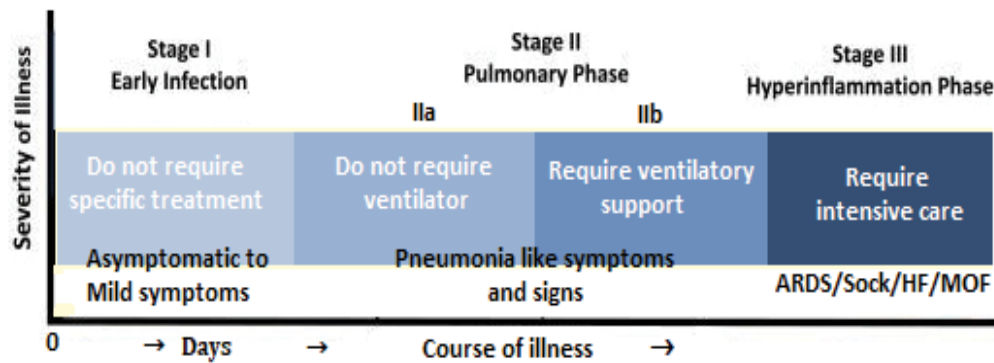 Severity of Illness
Stage I
Early Infection
Stage II
Pulmonary Phase
IIa
IIb
Stage III
Hyperinflammation Phase
Do not require
specific treatment
Do not require
ventilator
Require ventilatory
support
Require
intensive care
Asymptomatic to
Mild symptoms
Pneumonia like symptoms
and signs
ARDS/Sock/HF/MOF
0 → Days → Course of illness →